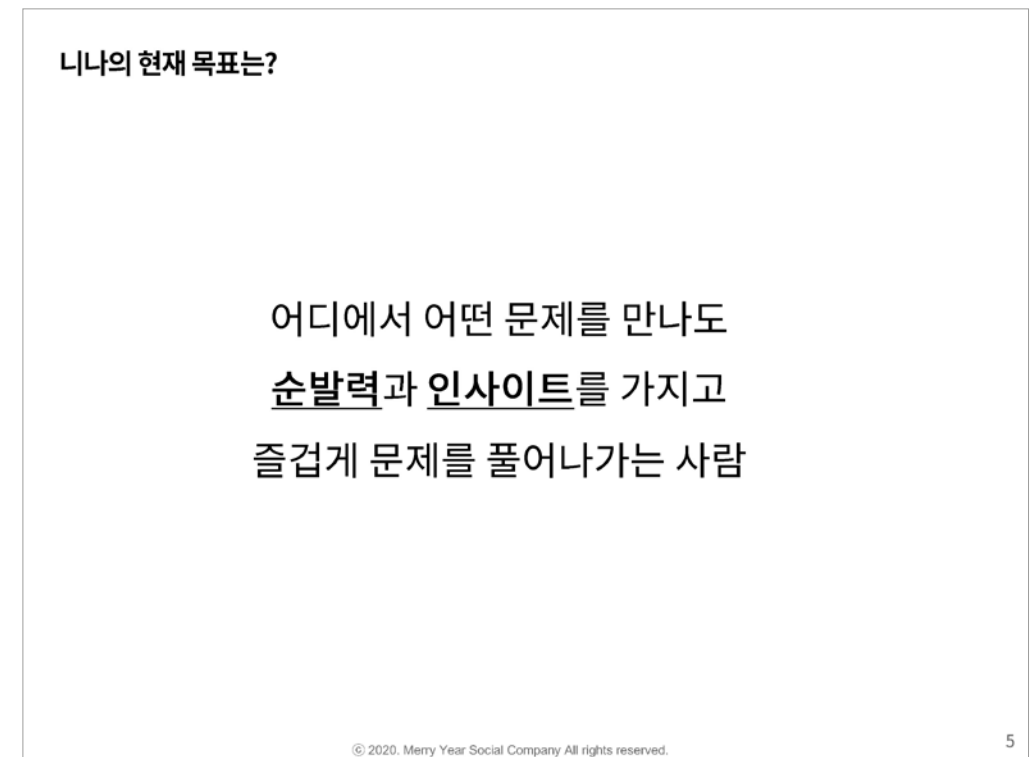 니나의 현재 목표는?
어디에서 어떤 문제를 만나도
순발력과 인사이트를 가지고
즐겁게 문제를 풀어나가는 사람
ⓒ 2020. Merry Year Social Company All rights reserved.
5